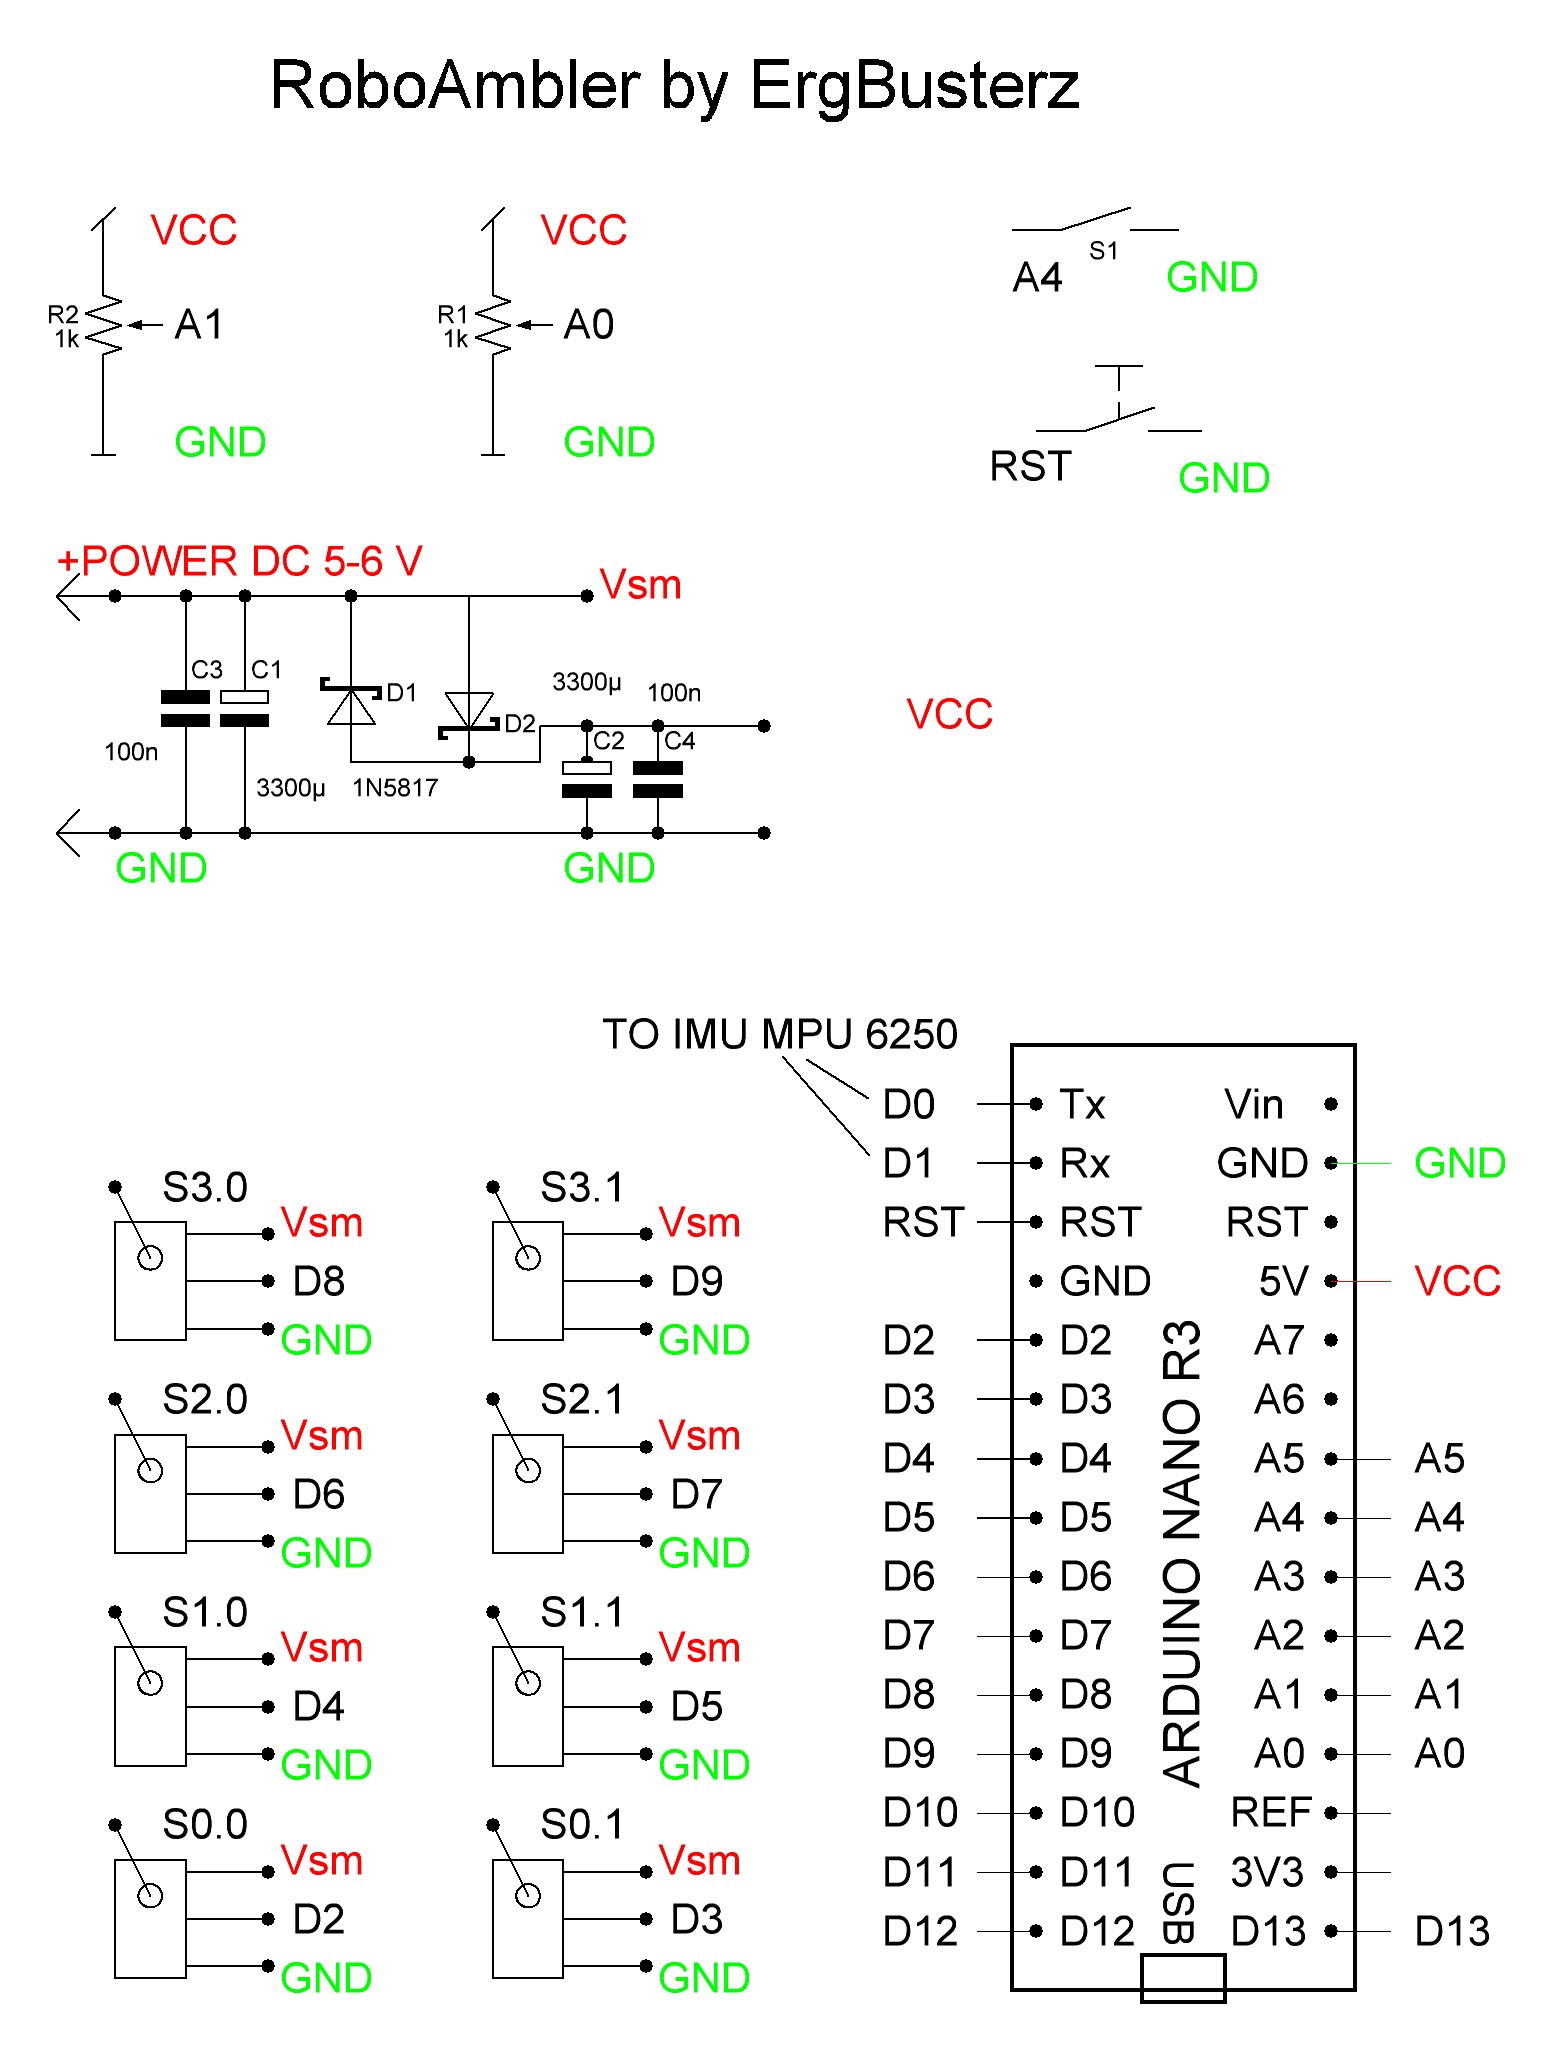 RoboAmbler by ErgBusterz
VCC
R2
1k
A1
GND
VCC
R1
1k
A0
GND
S1
A4
GND
RST
GND
+POWER DC 5-6 V
Vsm
C3
C1
D1
D2
3300µ
100n
C2
C4
VCC
100n
3300µ
1N5817
GND
GND
TO IMU MPU 6250
S3.0
Vsm
D8
GND
S3.1
Vsm
D9
GND
S2.0
Vsm
D6
GND
S2.1
Vsm
D7
GND
S1.0
Vsm
D4
GND
S1.1
Vsm
D5
GND
S0.0
Vsm
D2
GND
S0.1
Vsm
D3
GND
D0 Tx Vin
D1 Rx GND GND
RST RST RST
GND 5V VCC
D2 D2 A7
D3 D3 A6
D4 D4 A5 A5
D5 D5 A4 A4
D6 D6 A3 A3
D7 D7 A2 A2
D8 D8 A1 A1
D9 D9 A0 A0
D10 D10 REF
D11 D11 3V3
D12 D12 D13 D13
ARDUINO NANO R3
USB